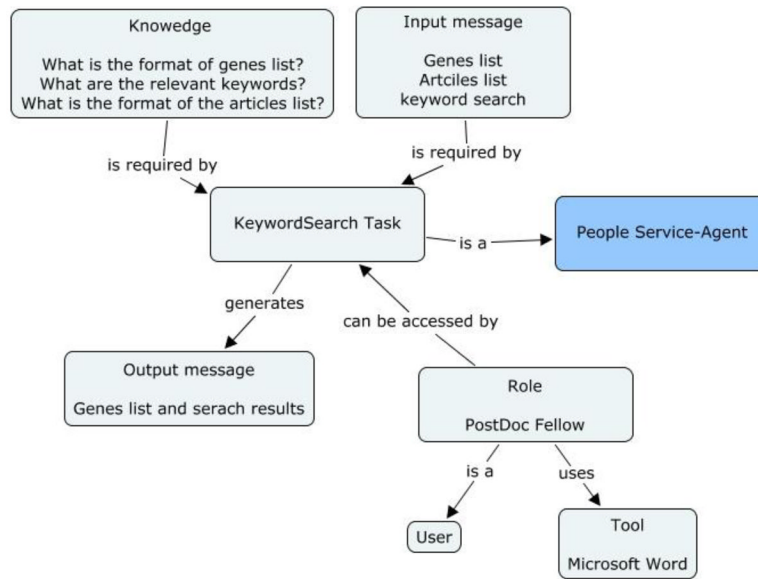 Knowedge
What is the format of genes list?
What are the relevant keywords?
What is the format of the articles list?
Input message
Genes list
Artciles list
keyword search
is required by
is required by
KeywordSearch Task
is a
People Service-Agent
generates
can be accessed by
Output message
Genes list and serach results
Role
PostDoc Fellow
is a
uses
User
Tool
Microsoft Word